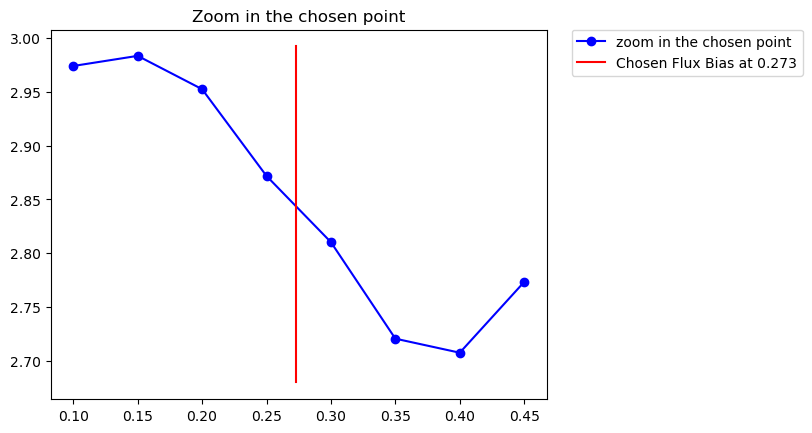 Zoom in the chosen point
zoom in the chosen point
Chosen Flux Bias at 0.273
3.00
2.95
2.90
2.85
2.80
2.75
2.70
0.10 0.15 0.20 0.25 0.30 0.35 0.40 0.45